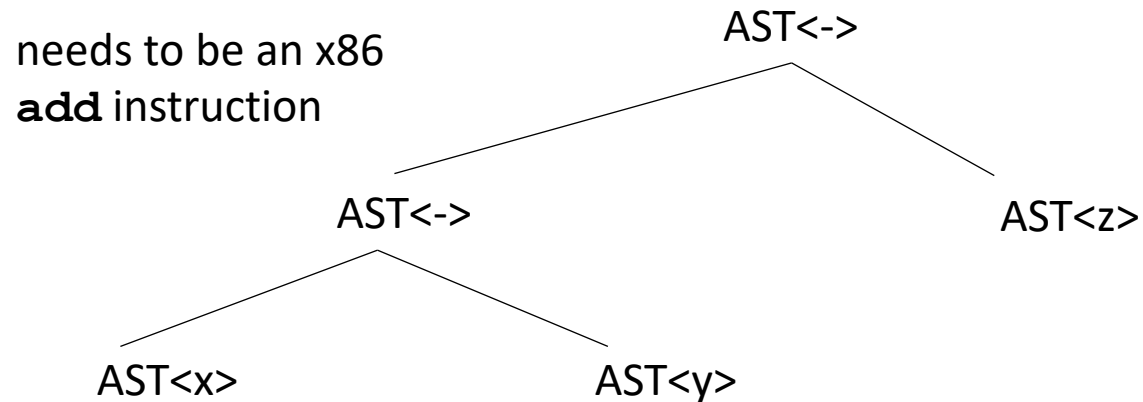 AST<->
needs to be an x86
add instruction
AST<->
AST<z>
AST<x>
AST<y>